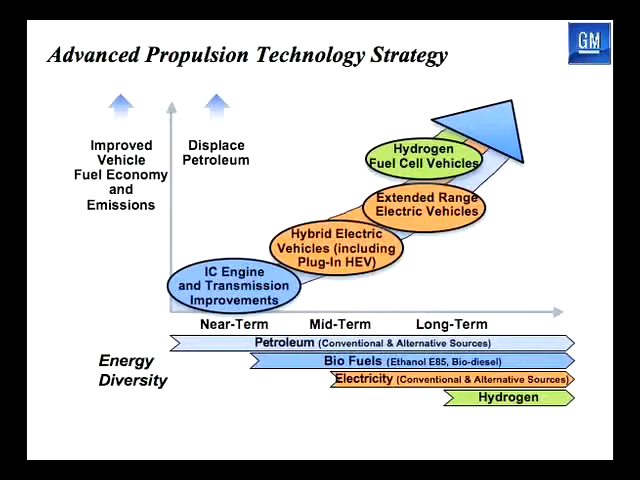 Advanced Propulsion Technology Strategy
GM
Improved
Vehicle
Fuel Economy
and
Emissions
Displace
Petroleum
Hydrogen
Fuel Cell Vehicles
Extended Range
Electric Vehicles
Hybrid Electric
Vehicles (including
Plug-In HEV)
IC Engine
and Transmission
Improvements
Near-Term Mid-Term Long-Term
Energy
Diversity
Petroleum (Conventional & Alternative Sources)
Bio Fuels (Ethanol E85, Bio-diesel)
Electricity (Conventional & Alternative Sources)
Hydrogen